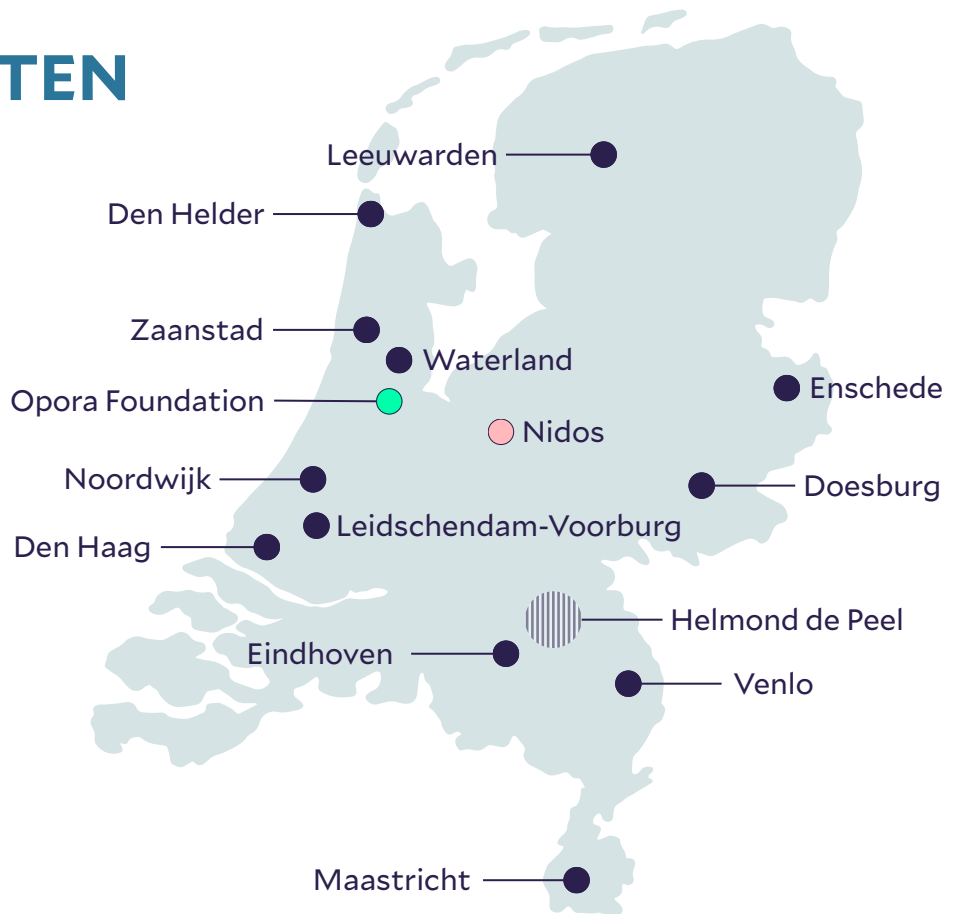 TEN
Leeuwarden
Den Helder
Zaanstad
Waterland
Opora Foundation
Enschede
Nidos
Noordwijk
Doesburg
Leidschendam-Voorburg
Den Haag
Helmond de Peel
Eindhoven
Venlo
Maastricht